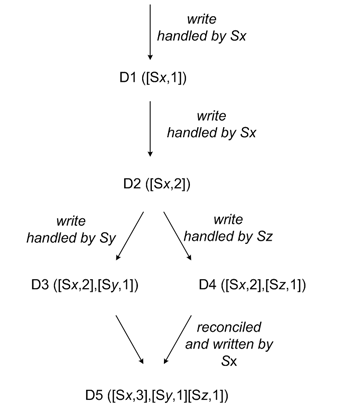 write
handled by Sx
D1 ([Sx,1])
write
handled by Sx
D2 ([Sx,2])
write
handled by Sy
write
handled by Sz
D3 ([Sx,2],[Sy,1])
D4 ([Sx,2],[Sz,1])
reconciled
and written by
Sx
D5 ([Sx,3],[Sy,1][Sz,1])